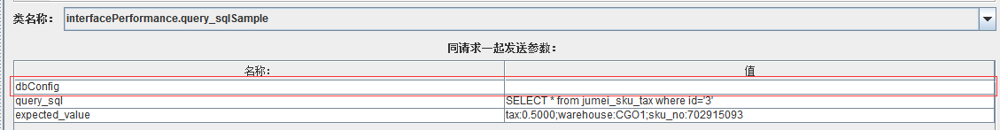 类名称： interfacePerformance.query_sqlSample
同请求一起发送参数：
名称： 值
dbConfig
query_sql SELECT * from jumei_sku_tax where id='3'
expected_value tax:0.5000;warehouse:CGO1;sku_no:702915093